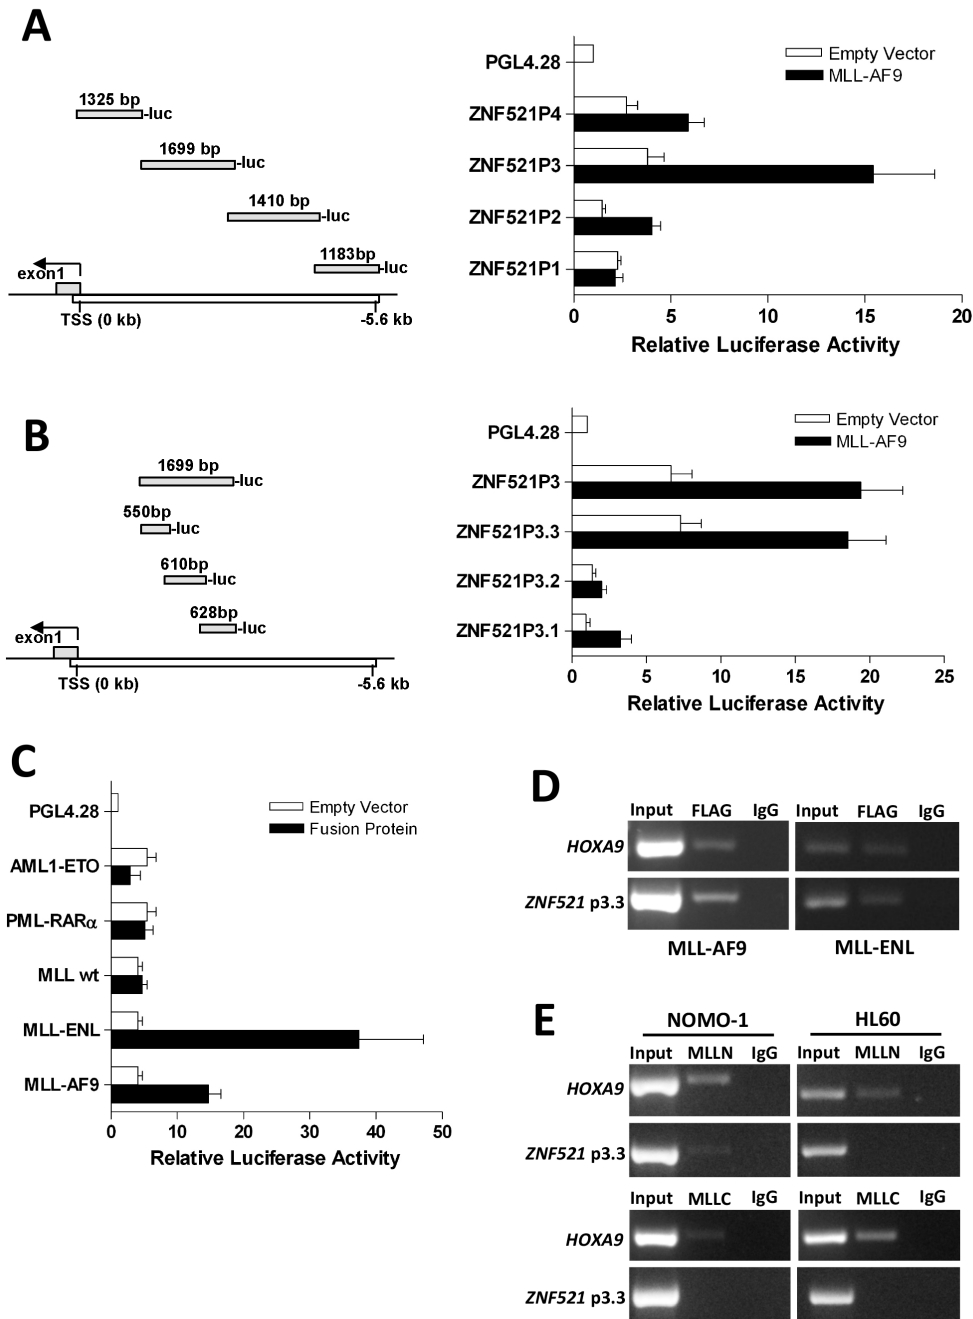 A
1325 bp
-luc
1699 bp
-luc
1410 bp
-luc
1183bp
-luc
exon1
TSS (0 kb)
-5.6 kb
Empty Vector
MLL-AF9
PGL4.28
ZNF521P4
ZNF521P3
ZNF521P2
ZNF521P1
0 5 10 15 20
Relative Luciferase Activity
B
1699 bp
-luc
550bp
-luc
610bp
-luc
628bp
-luc
exon1
TSS (0 kb)
-5.6 kb
Empty Vector
MLL-AF9
PGL4.28
ZNF521P3
ZNF521P3.3
ZNF521P3.2
ZNF521P3.1
0 5 10 15 20 25
Relative Luciferase Activity
C
Empty Vector
Fusion Protein
PGL4.28
AML1-ETO
PML-RARα
MLL wt
MLL-ENL
MLL-AF9
0 10 20 30 40 50
Relative Luciferase Activity
D
Input FLAG IgG Input FLAG IgG
HOXA9
ZNF521 p3.3
MLL-AF9 MLL-ENL
E
NOMO-1 HL60
Input MLLN IgG Input MLLN IgG
HOXA9
ZNF521 p3.3
Input MLLC IgG Input MLLC IgG
HOXA9
ZNF521 p3.3